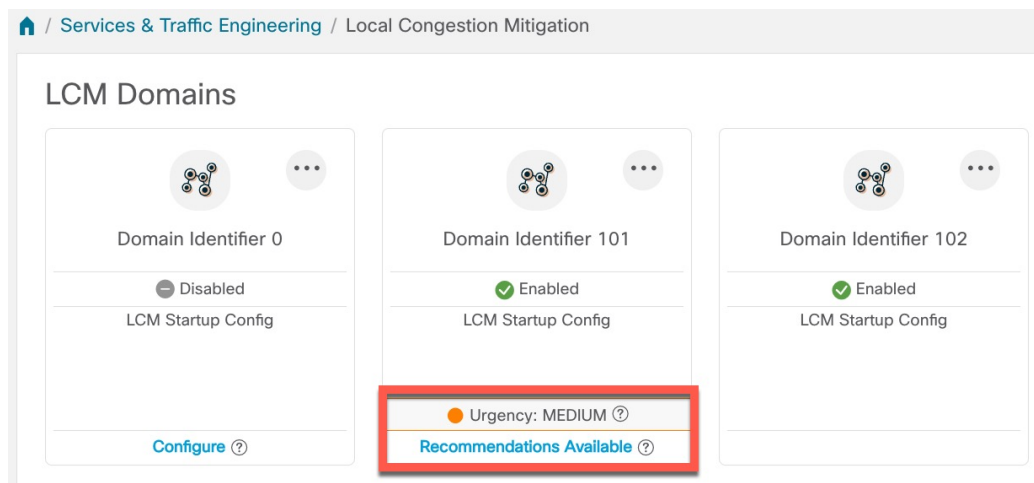 / Services & Traffic Engineering / Local Congestion Mitigation
LCM Domains
Domain Identifier 0
Disabled
LCM Startup Config
Configure ?
Domain Identifier 101
Enabled
LCM Startup Config
Urgency: MEDIUM ?
Recommendations Available ?
Domain Identifier 102
Enabled
LCM Startup Config